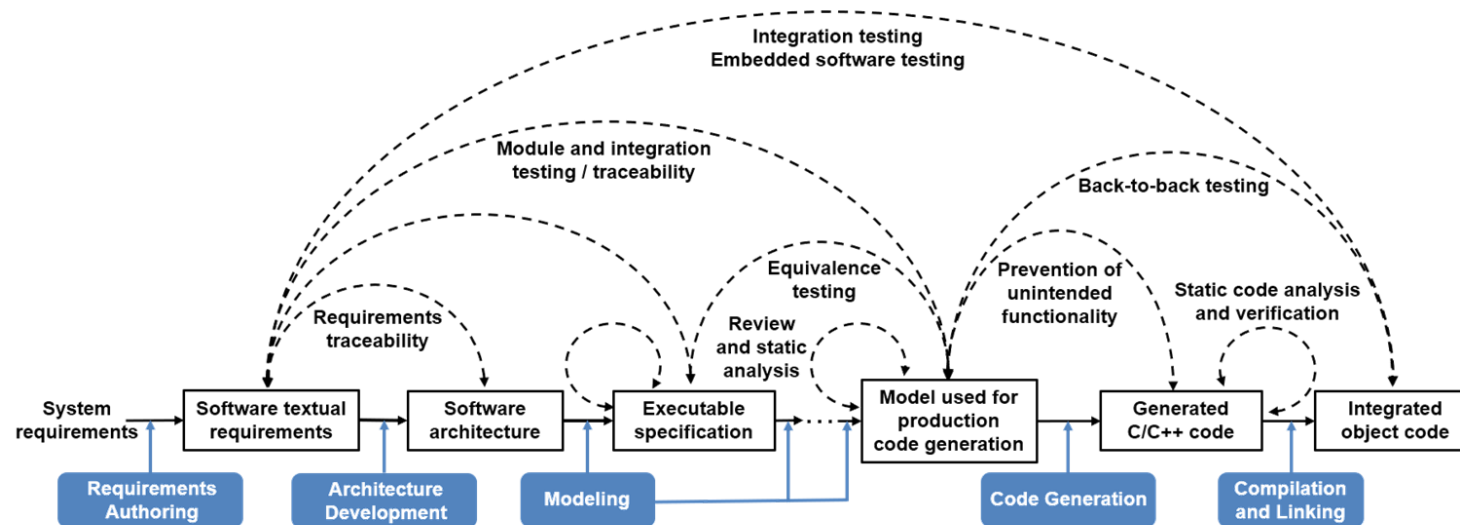 Integration testing
Embedded software testing
Module and integration
testing / traceability
Back-to-back testing
Equivalence
testing
Prevention of
unintended
functionality
Static code analysis
and verification
Requirements
traceability
Review
and static
analysis
System
requirements
Software textual
requirements
Software
architecture
Executable
specification
Model used for
production
code generation
Generated
C/C++ code
Integrated
object code
Requirements
Authoring
Architecture
Development
Modeling
Code Generation
Compilation
and Linking